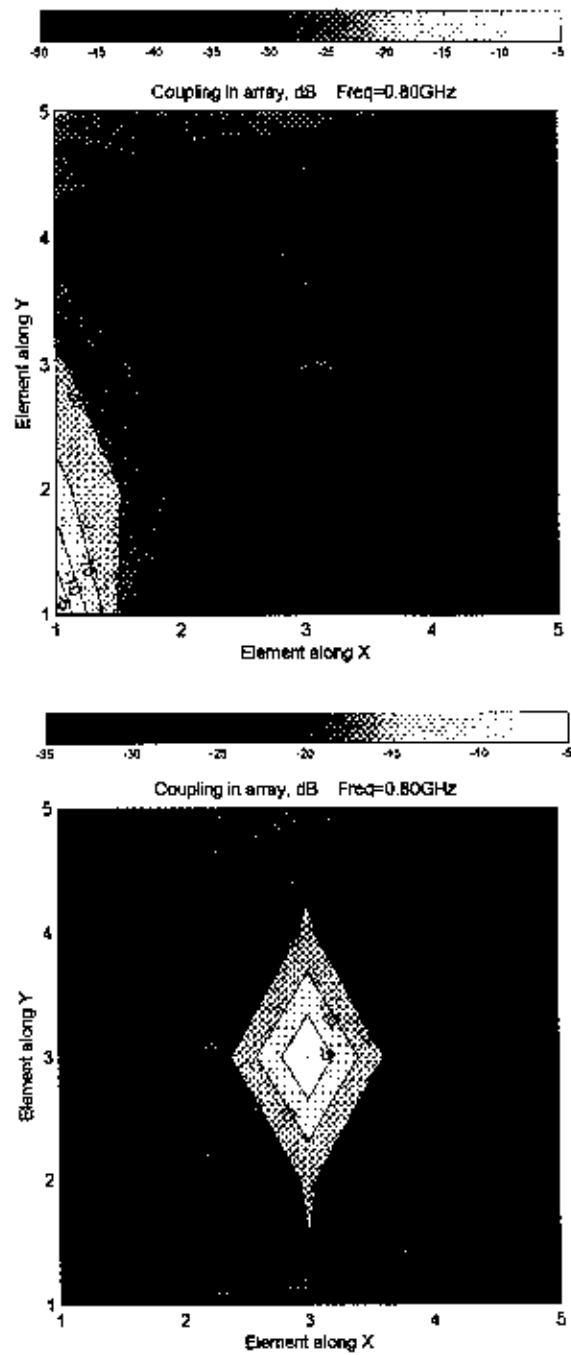 -50 -45 -40 -35 -30 -25 -20 -15 -10 -5
Coupling in array, dB Freq=0.80GHz
5
4
3
2
1
Element along Y
1 2 3 4 5
Element along X
-35 -30 -25 -20 -15 -10 -5
Coupling in array, dB Freq=0.80GHz
5
4
3
2
1
Element along Y
1 2 3 4 5
Element along X